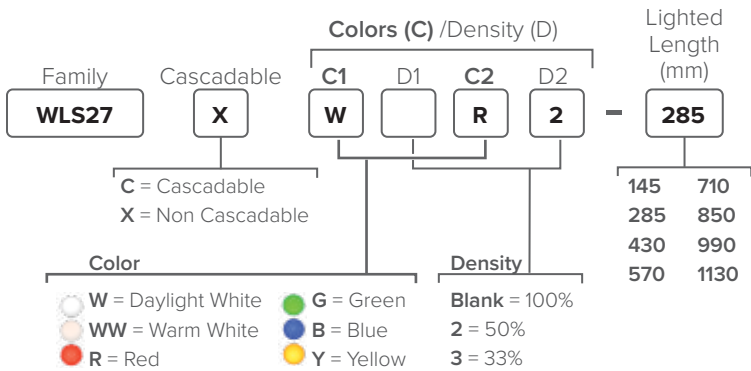 Colors (C) /Density (D)
Lighted
Length
(mm)
Family Cascadable C1 D1 C2 D2
WLS27 X W R 2 – 285
C = Cascadable
X = Non Cascadable
145 710
285 850
430 990
570 1130
Color
W = Daylight White G = Green
WW = Warm White B = Blue
R = Red Y = Yellow
Density
Blank = 100%
2 = 50%
3 = 33%